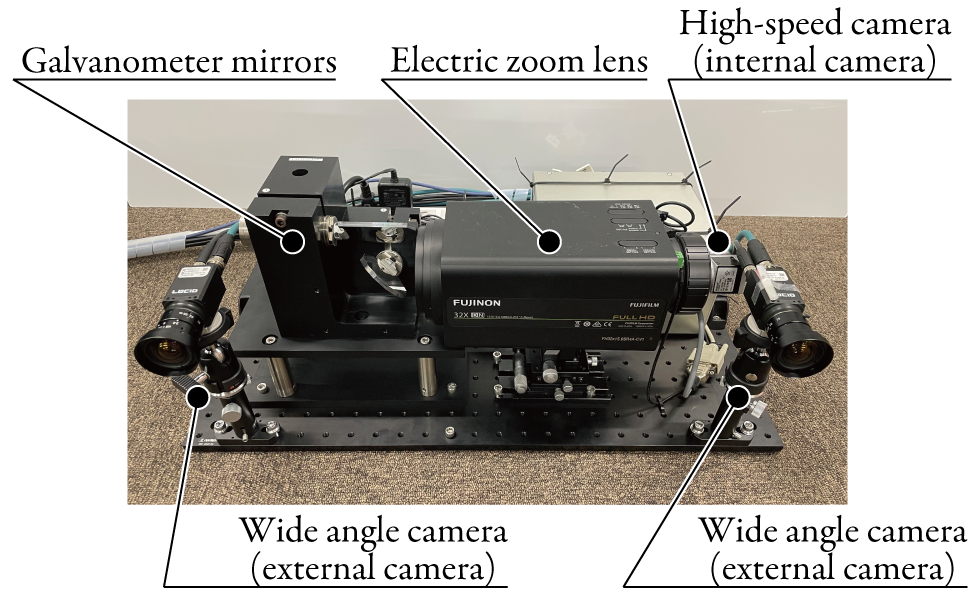 High-speed camera
(internal camera)
Galvanometer mirrors
Electric zoom lens
LUCID
FUJINON
FUJIFILM
32X
FULL HD
LUCID
Wide angle camera
(external camera)
Wide angle camera
(external camera)